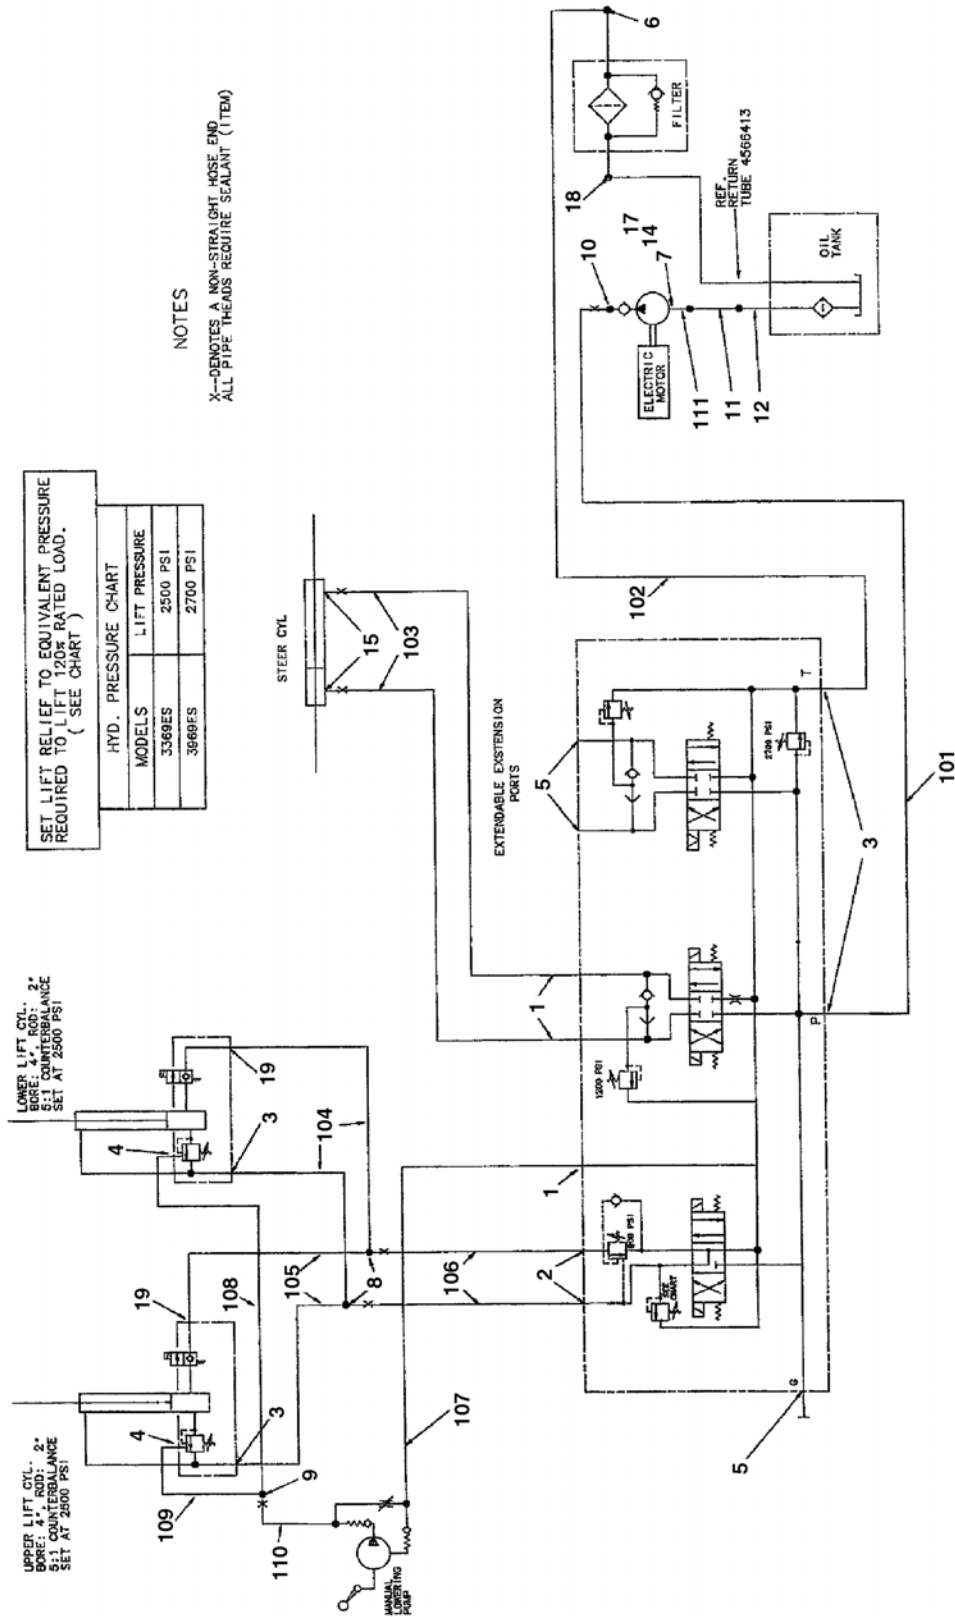 SET LIFT RELIEF TO EQUIVALENT PRESSURE
REQUIRED TO LIFT 120% RATED LOAD.
( SEE CHART )
HYD. PRESSURE CHART
MODELS
LIFT PRESSURE
3369ES
2500 PSI
3969ES
2700 PSI
NOTES
X--DENOTES A NON-STRAIGHT HOSE END
ALL PIPE THEADS REQUIRE SEALANT (ITEM)
UPPER LIFT CYL.
BORE: 4", ROD: 2"
5:1 COUNTERBALANCE
SET AT 2500 PSI
LOWER LIFT CYL.
BORE: 4", ROD: 2"
5:1 COUNTERBALANCE
SET AT 2500 PSI
STEER CYL
4
19
3
109
9
108
105
110
107
MANUAL
LOWERING
PUMP
4
19
3
104
8
106
15
103
EXTENDABLE EXSTENSION
PORTS
2
1
1
5
102
SEE
CHART
800 PSI
1200 PSI
2700 PSI
G
P
T
5
3
101
ELECTRIC
MOTOR
10
17
14
7
111
11
12
18
6
FILTER
REF.
RETURN
TUBE 4566413
OIL
TANK